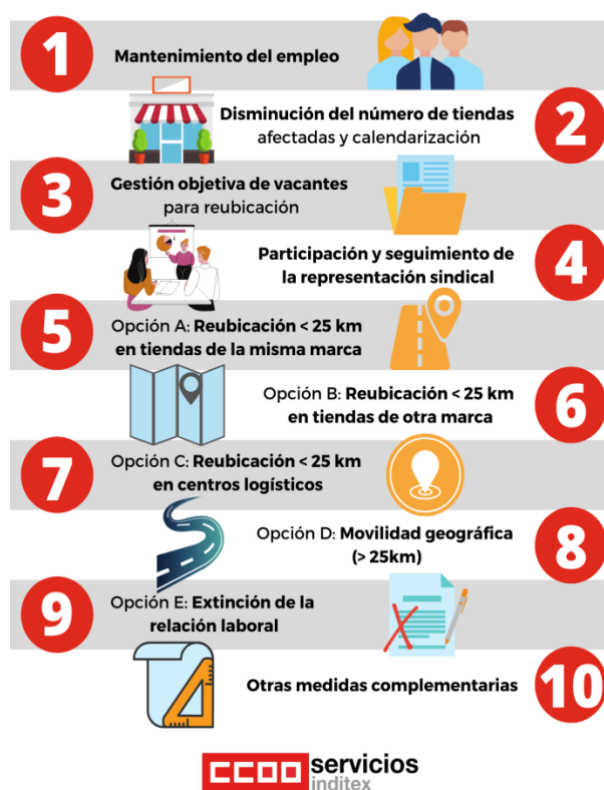 1
Mantenimiento del empleo
Disminución del número de tiendas
afectadas y calendarización
2
3
Gestión objetiva de vacantes
para reubicación
Participación y seguimiento de
la representación sindical
4
5
Opción A: Reubicación < 25 km
en tiendas de la misma marca
Opción B: Reubicación < 25 km
en tiendas de otra marca
6
7
Opción C: Reubicación < 25 km
en centros logísticos
Opción D: Movilidad geográfica
(> 25km)
8
9
Opción E: Extinción de la
relación laboral
Otras medidas complementarias
10
CCOO servicios
inditex